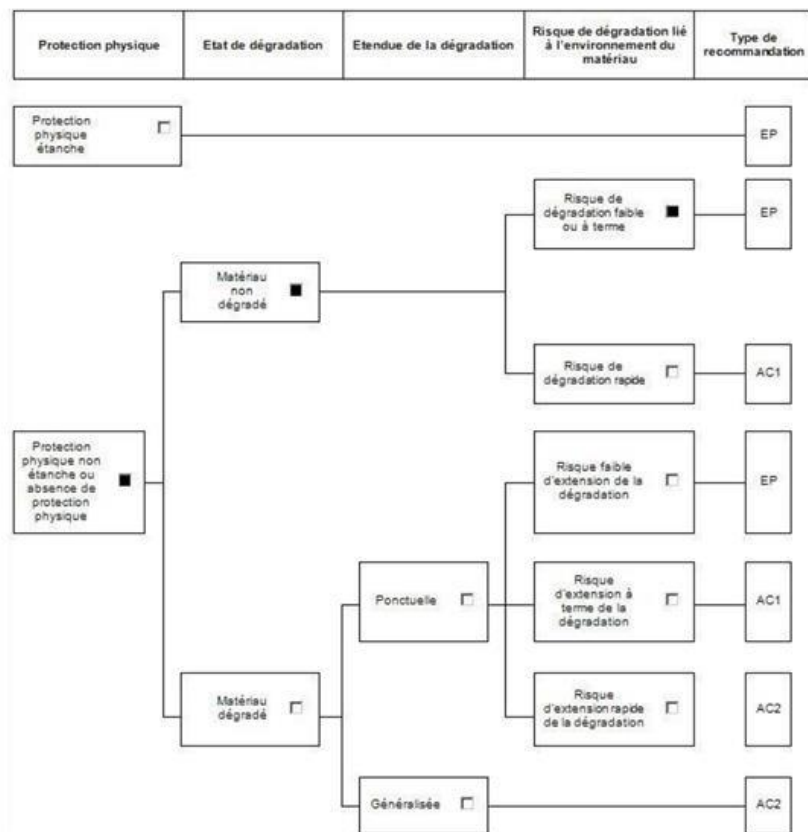 Protection physique
Etat de dégradation
Etendue de la dégradation
Risque de dégradation lié
à l'environnement du
matériau
Type de
recommandation
Protection
physique
étanche
EP
Risque de
dégradation faible
ou à terme
EP
Matériau
non
dégradé
Risque de
dégradation rapide
AC1
Protection
physique non
étanche ou
absence de
protection
physique
Risque faible
d'extension de la
dégradation
EP
Ponctuelle
Risque
d'extension à
terme de la
dégradation
AC1
Matériau
dégradé
Risque
d'extension rapide
de la dégradation
AC2
Généralisée
AC2